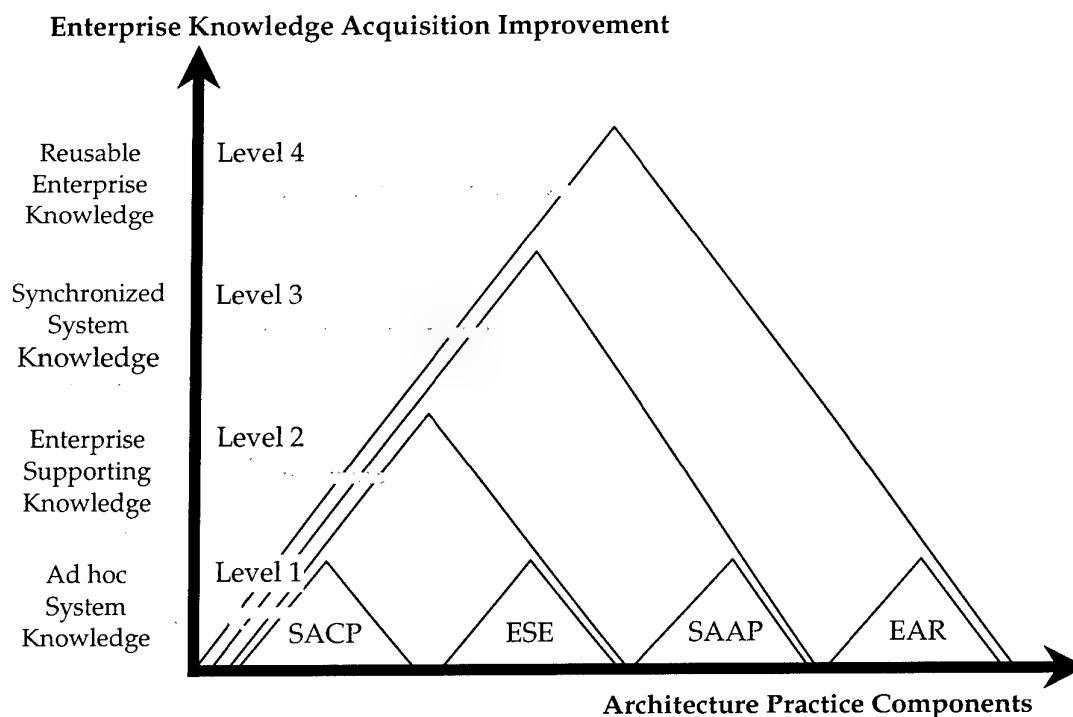 Enterprise Knowledge Acquisition Improvement
Reusable
Enterprise
Knowledge
Level 4
Synchronized
System
Knowledge
Level 3
Enterprise
Supporting
Knowledge
Level 2
Ad hoc
System
Knowledge
Level 1
SACP
ESE
SAAP
EAR
Architecture Practice Components